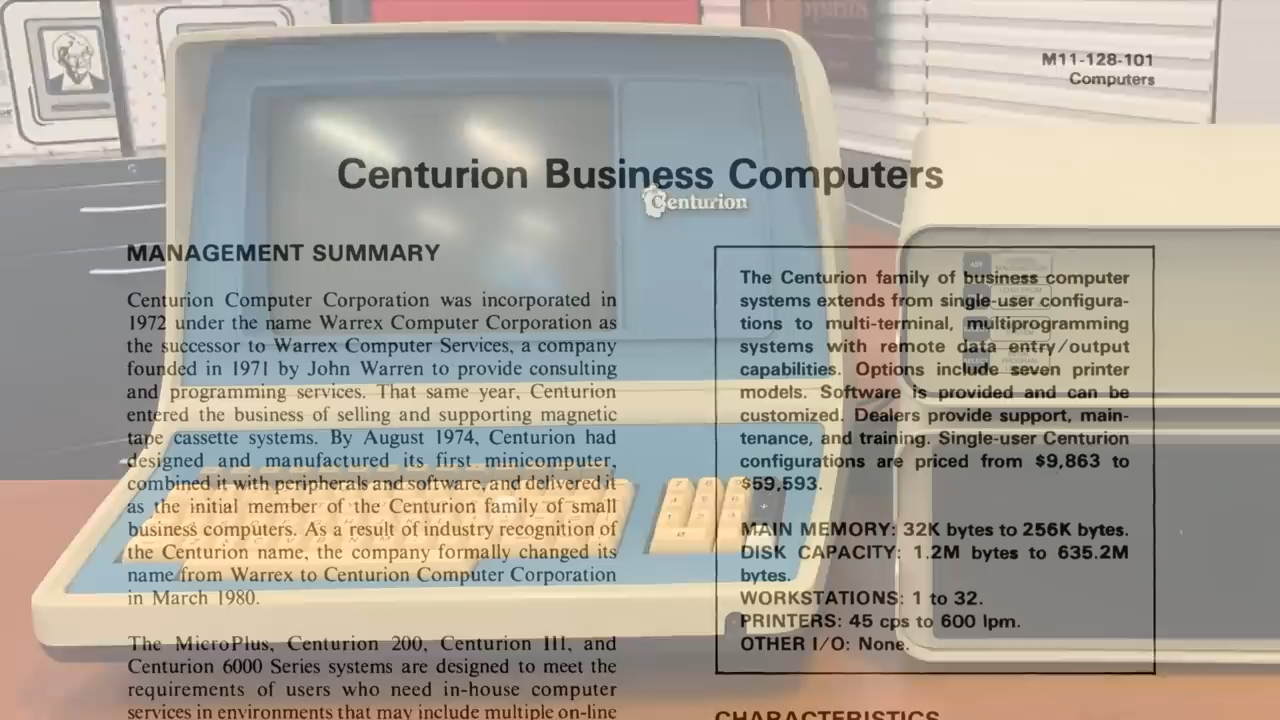 M11-128-101
Computers
Centurion Business Computers
Centurion
MANAGEMENT SUMMARY
Centurion Computer Corporation was incorporated in
1972 under the name Warrex Computer Corporation as
the successor to Warrex Computer Services, a company
founded in 1971 by John Warren to provide consulting
and programming services. That same year, Centurion
entered the business of selling and supporting magnetic
tape cassette systems. By August 1974, Centurion had
designed and manufactured its first minicomputer,
combined it with peripherals and software, and delivered it
as the initial member of the Centurion family of small
business computers. As a result of industry recognition of
the Centurion name, the company formally changed its
name from Warrex to Centurion Computer Corporation
in March 1980.
The MicroPlus, Centurion 200, Centurion III, and
Centurion 6000 Series systems are designed to meet the
requirements of users who need in-house computer
services in environments that may include multiple on-line
The Centurion family of business computer
systems extends from single-user configura-
tions to multi-terminal, multiprogramming
systems with remote data entry/output
capabilities. Options include seven printer
models. Software is provided and can be
customized. Dealers provide support, main-
tenance, and training. Single-user Centurion
configurations are priced from $9,863 to
$59,593.
MAIN MEMORY: 32K bytes to 256K bytes.
DISK CAPACITY: 1.2M bytes to 635.2M
bytes.
WORKSTATIONS: 1 to 32.
PRINTERS: 45 cps to 600 lpm.
OTHER I/O: None.
CHARACTERISTICS